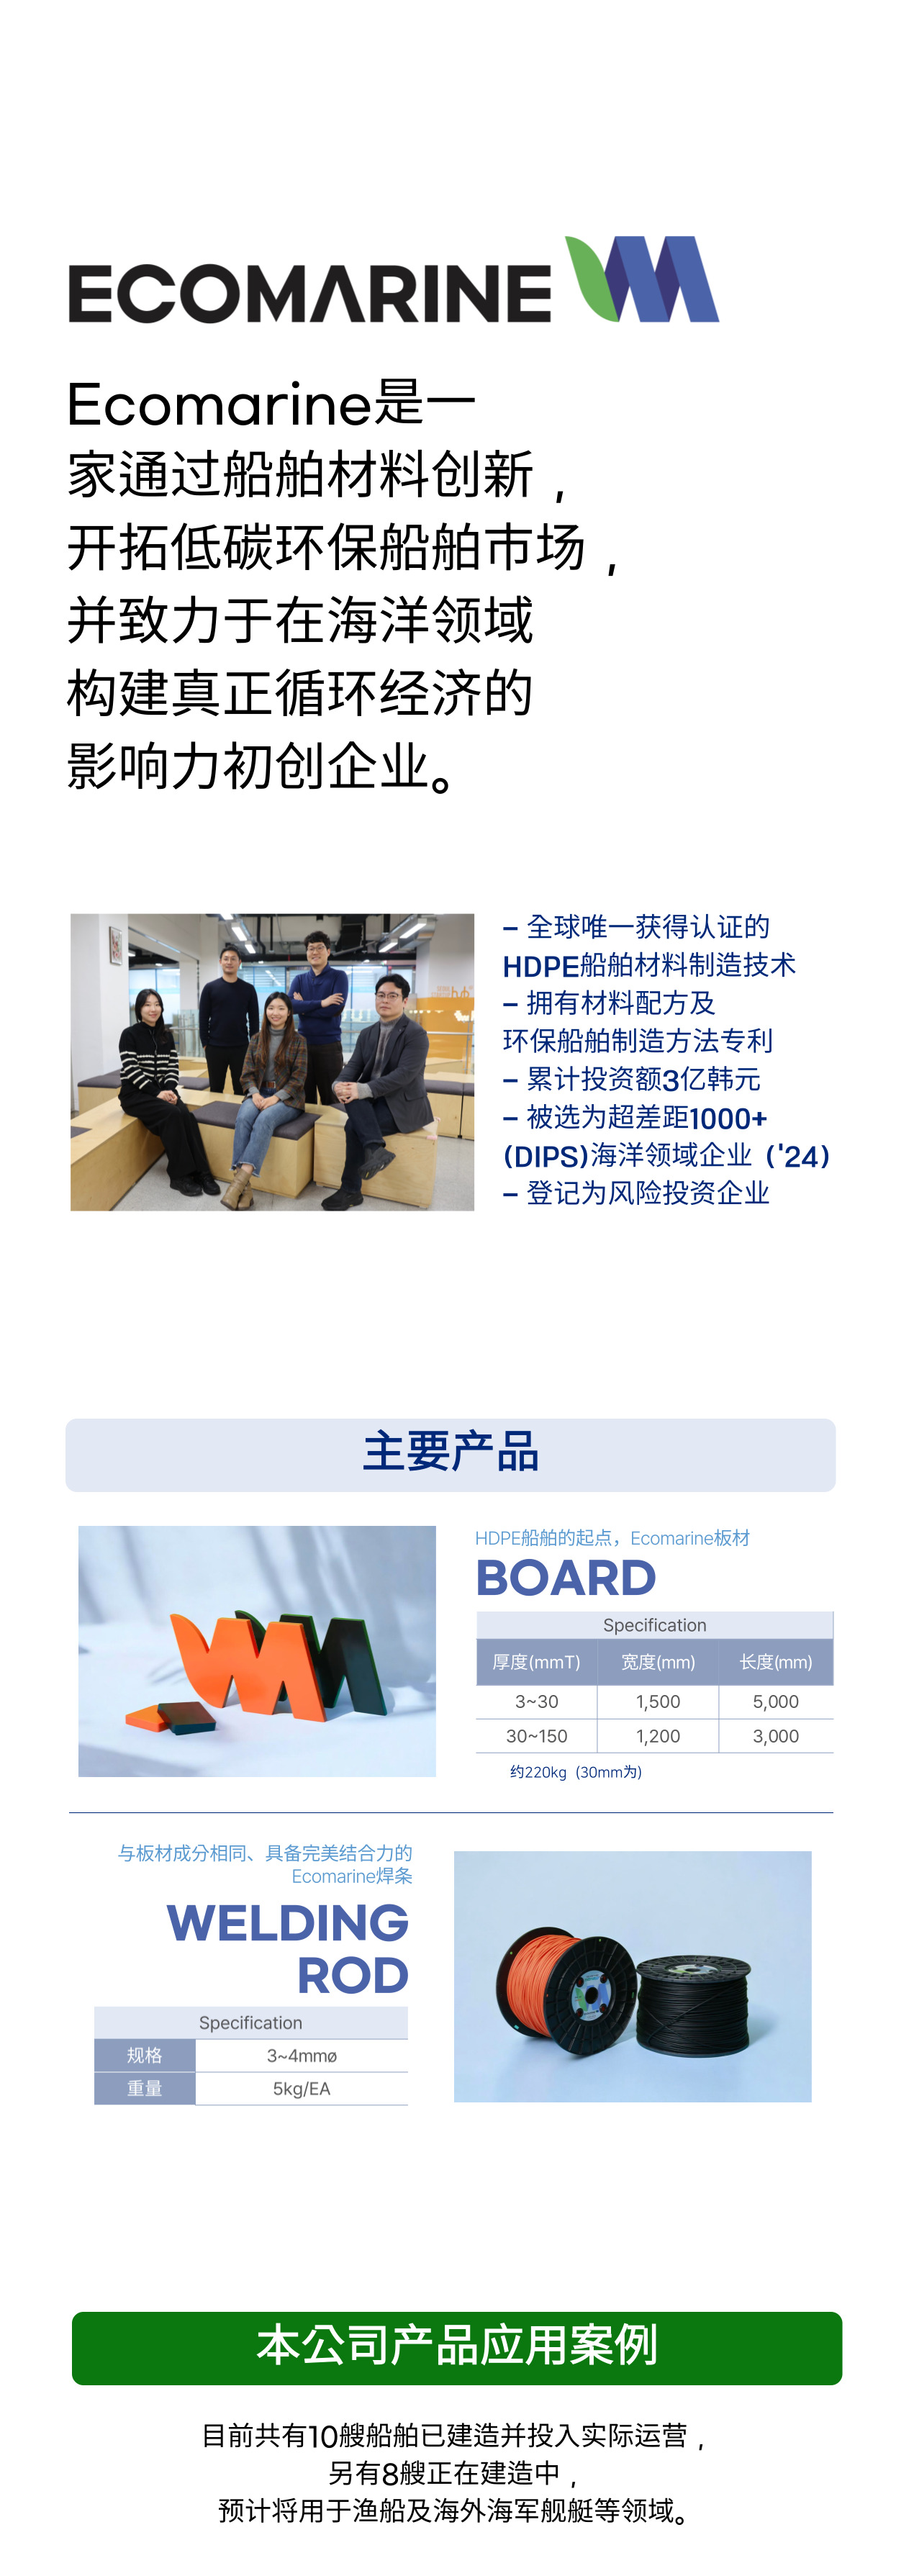 ECOMARINE
Ecomarine是一
家通过船舶材料创新,
开拓低碳环保船舶市场,
并致力于在海洋领域
构建真正循环经济的
影响力初创企业。
– 全球唯一获得认证的
HDPE船舶材料制造技术
– 拥有材料配方及
环保船舶制造方法专利
– 累计投资额3亿韩元
– 被选为超差距1000+
(DIPS)海洋领域企业 ('24)
– 登记为风险投资企业
主要产品
HDPE船舶的起点，Ecomarine板材
BOARD
Specification
厚度(mmT) 宽度(mm) 长度(mm)
3~30 1,500 5,000
30~150 1,200 3,000
约220kg (30mm为)
与板材成分相同、具备完美结合力的
Ecomarine焊条
WELDING
ROD
Specification
规格 3~4mmø
重量 5kg/EA
本公司产品应用案例
目前共有10艘船舶已建造并投入实际运营,
另有8艘正在建造中,
预计将用于渔船及海外海军舰艇等领域。